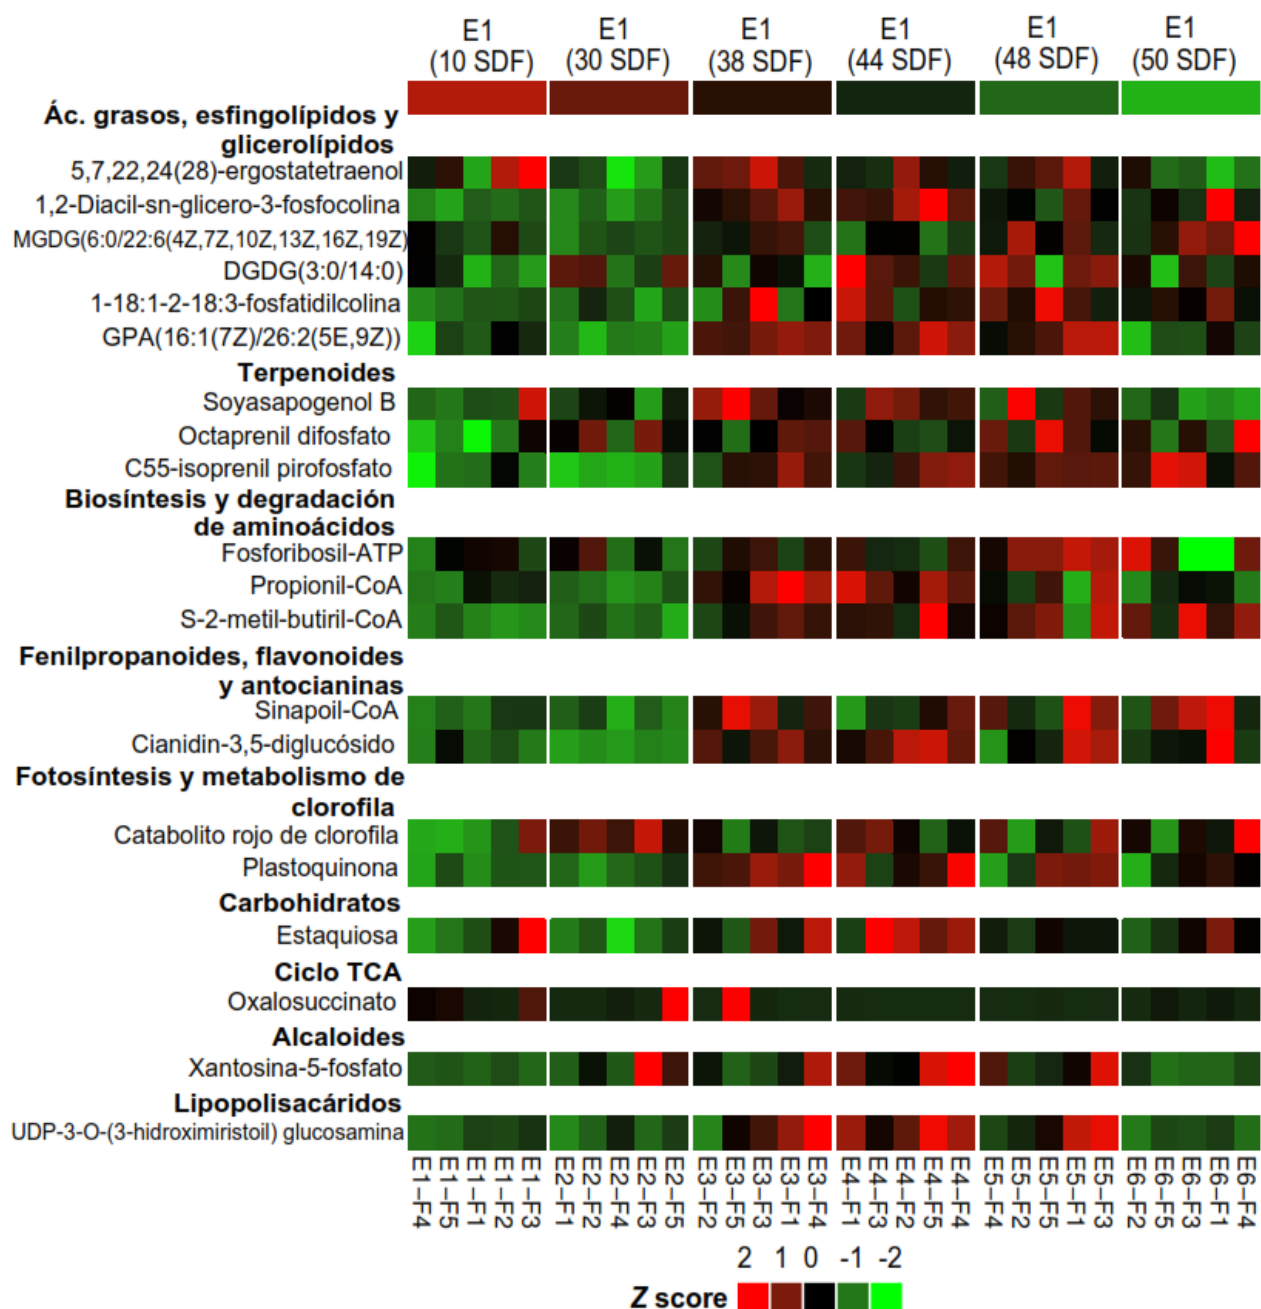 E1 E1 E1 E1 E1 E1
(10 SDF) (30 SDF) (38 SDF) (44 SDF) (48 SDF) (50 SDF)
Ác. grasos, esfingolípidos y
glicerolípidos
5,7,22,24(28)-ergostatetraenol
1,2-Diacil-sn-glicero-3-fosfocolina
MGDG(6:0/22:6(4Z,7Z,10Z,13Z,16Z,19Z)
DGDG(3:0/14:0)
1-18:1-2-18:3-fosfatidilcolina
GPA(16:1(7Z)/26:2(5E,9Z))
Terpenoides
Soyasapogenol B
Octaprenil difosfato
C55-isoprenil pirofosfato
Biosíntesis y degradación
de aminoácidos
Fosforibosil-ATP
Propionil-CoA
S-2-metil-butiril-CoA
Fenilpropanoides, flavonoides
y antocianinas
Sinapoil-CoA
Cianidin-3,5-diglucósido
Fotosíntesis y metabolismo de
clorofila
Catabolito rojo de clorofila
Plastoquinona
Carbohidratos
Estaquiosa
Ciclo TCA
Oxalosuccinato
Alcaloides
Xantosina-5-fosfato
Lipopolisacáridos
UDP-3-O-(3-hidroximiristoil) glucosamina
E1–F4
E1–F5
E1–F1
E1–F2
E1–F3
E2–F1
E2–F2
E2–F4
E2–F3
E2–F5
E3–F2
E3–F5
E3–F3
E3–F1
E3–F4
E4–F1
E4–F3
E4–F2
E4–F5
E4–F4
E5–F4
E5–F2
E5–F5
E5–F1
E5–F3
E6–F2
E6–F5
E6–F3
E6–F1
E6–F4
2 1 0 -1 -2
Z score